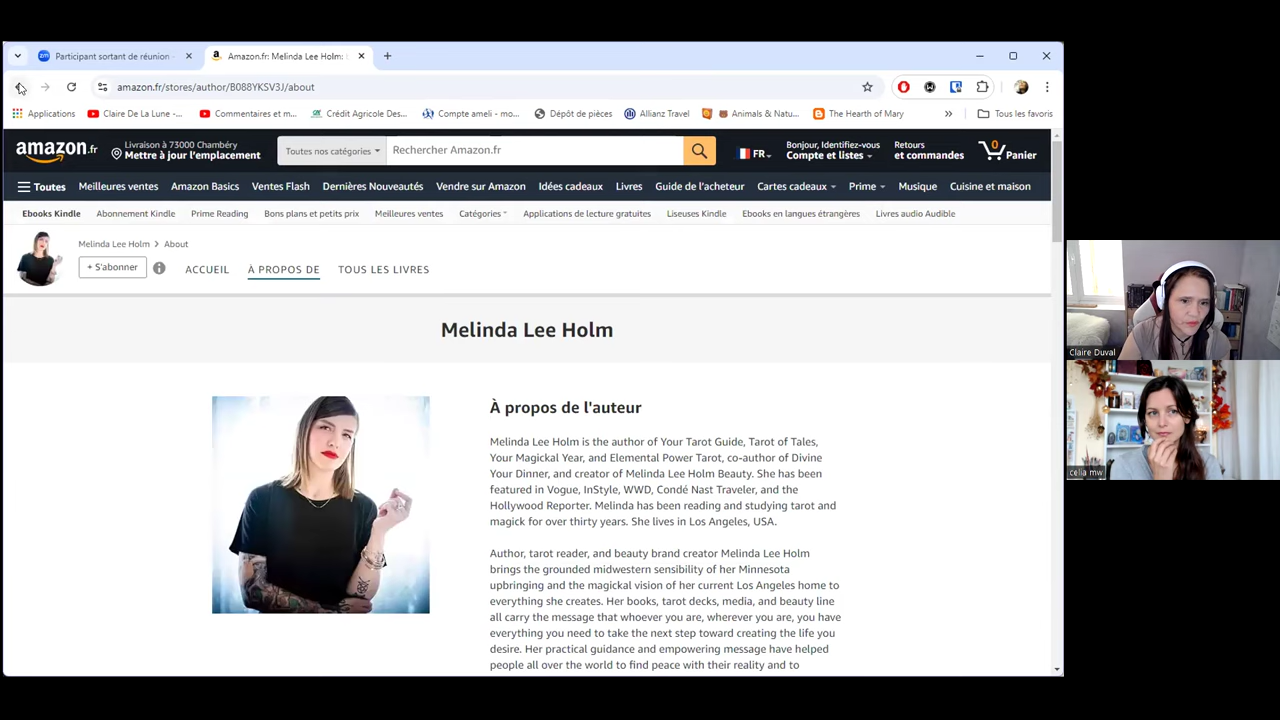 Participant sortant de réunion -
Amazon.fr: Melinda Lee Holm:
amazon.fr/stores/author/B088YKSV3J/about
Applications
Claire De La Lune -...
Commentaires et m...
Crédit Agricole Des...
Compte ameli - mo...
Dépôt de pièces
Allianz Travel
Animals & Natu...
The Hearth of Mary
Tous les favoris
amazon.fr
Livraison à 73000 Chambéry
Mettre à jour l'emplacement
Toutes nos catégories
Rechercher Amazon.fr
FR
Bonjour, Identifiez-vous
Compte et listes
Retours
et commandes
0
Panier
Toutes
Meilleures ventes
Amazon Basics
Ventes Flash
Dernières Nouveautés
Vendre sur Amazon
Idées cadeaux
Livres
Guide de l'acheteur
Cartes cadeaux
Prime
Musique
Cuisine et maison
Ebooks Kindle
Abonnement Kindle
Prime Reading
Bons plans et petits prix
Meilleures ventes
Catégories
Applications de lecture gratuites
Liseuses Kindle
Ebooks en langues étrangères
Livres audio Audible
Melinda Lee Holm > About
+ S'abonner
ACCUEIL
À PROPOS DE
TOUS LES LIVRES
Melinda Lee Holm
À propos de l'auteur
Melinda Lee Holm is the author of Your Tarot Guide, Tarot of Tales,
Your Magickal Year, and Elemental Power Tarot, co-author of Divine
Your Dinner, and creator of Melinda Lee Holm Beauty. She has been
featured in Vogue, InStyle, WWD, Condé Nast Traveler, and the
Hollywood Reporter. Melinda has been reading and studying tarot and
magick for over thirty years. She lives in Los Angeles, USA.
Author, tarot reader, and beauty brand creator Melinda Lee Holm
brings the grounded midwestern sensibility of her Minnesota
upbringing and the magickal vision of her current Los Angeles home to
everything she creates. Her books, tarot decks, media, and beauty line
all carry the message that whoever you are, wherever you are, you have
everything you need to take the next step toward creating the life you
desire. Her practical guidance and empowering message have helped
people all over the world to find peace with their reality and to
Claire Duval
celia mw